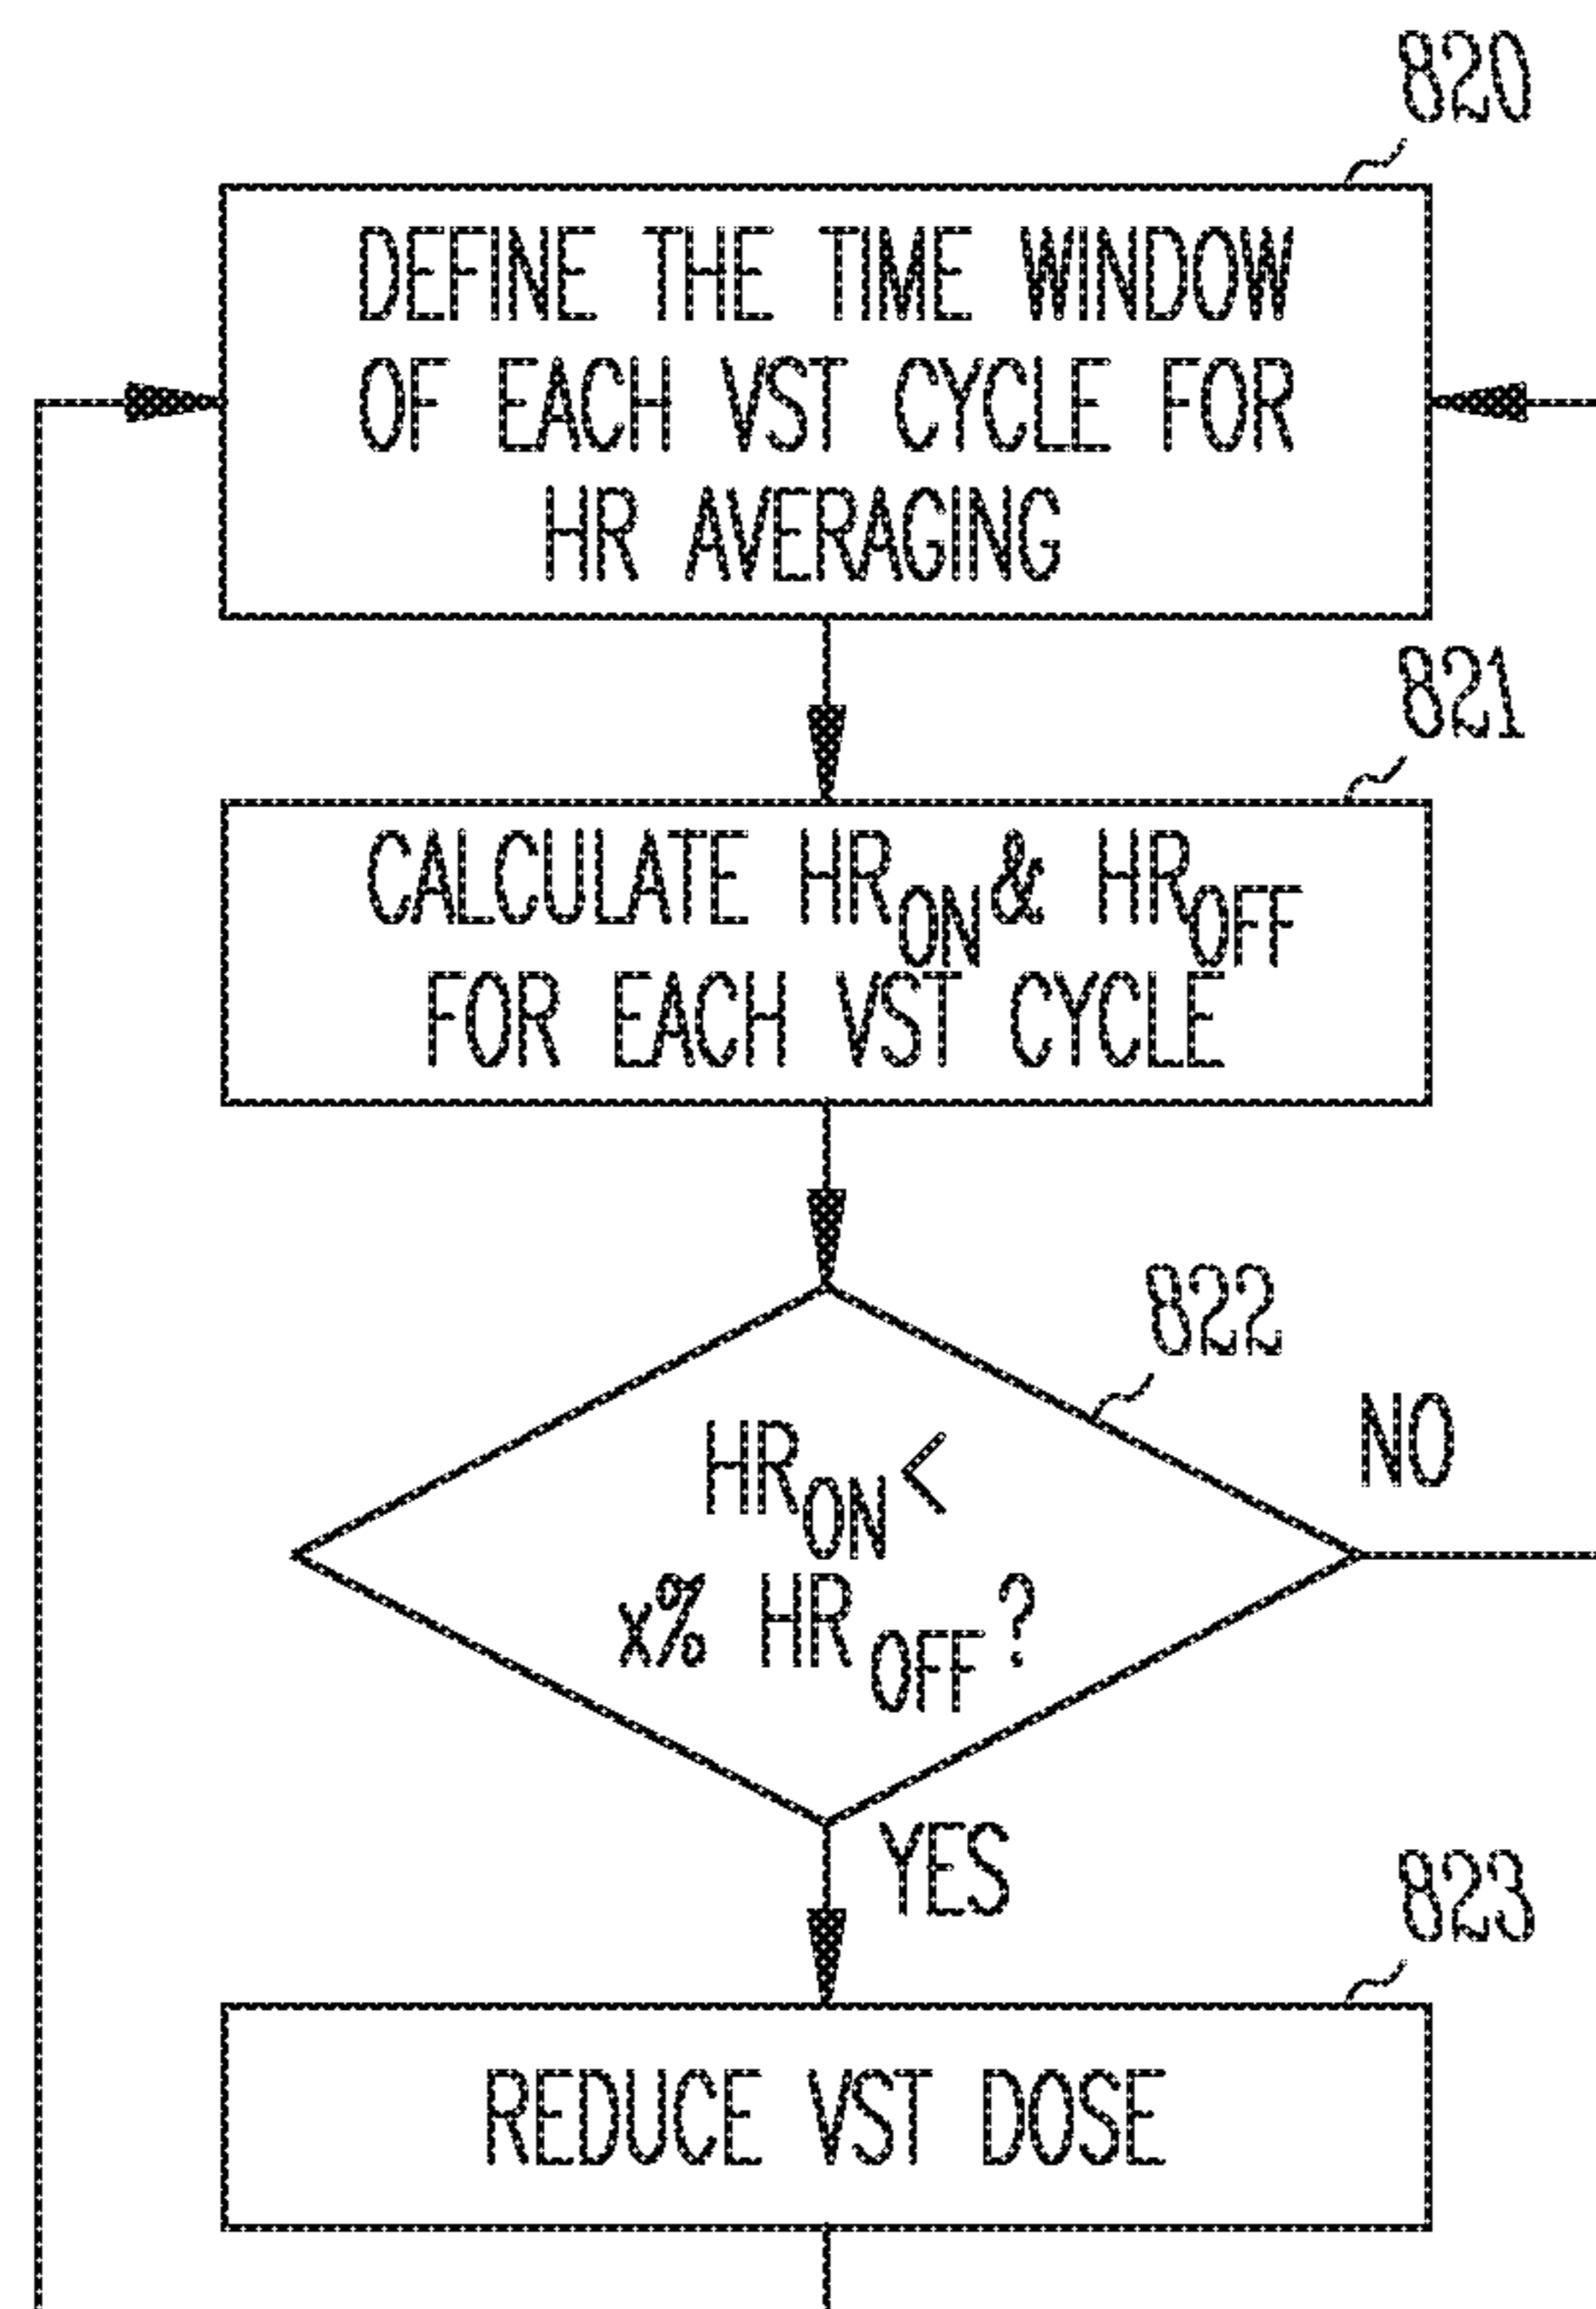 820
DEFINE THE TIME WINDOW
OF EACH VST CYCLE FOR
HR AVERAGING
821
CALCULATE HRON & HROFF
FOR EACH VST CYCLE
822
HRON <
x% HROFF ?
NO
YES
823
REDUCE VST DOSE